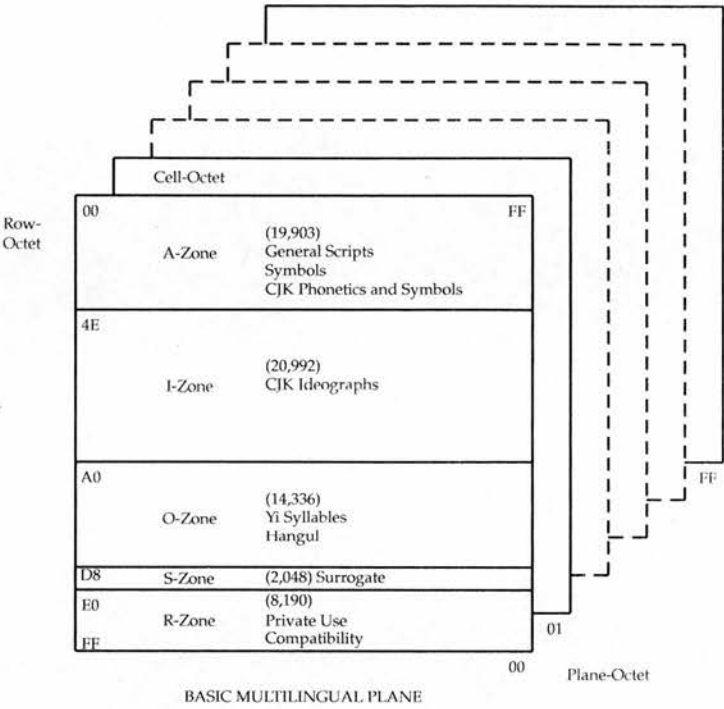 Cell-Octet
Row-
Octet
00 FF
A-Zone
(19,903)
General Scripts
Symbols
CJK Phonetics and Symbols
4E
I-Zone
(20,992)
CJK Ideographs
A0
O-Zone
(14,336)
Yi Syllables
Hangul
D8 S-Zone (2,048) Surrogate
E0
R-Zone
(8,190)
Private Use
Compatibility
FF
00
01
FF
Plane-Octet
BASIC MULTILINGUAL PLANE